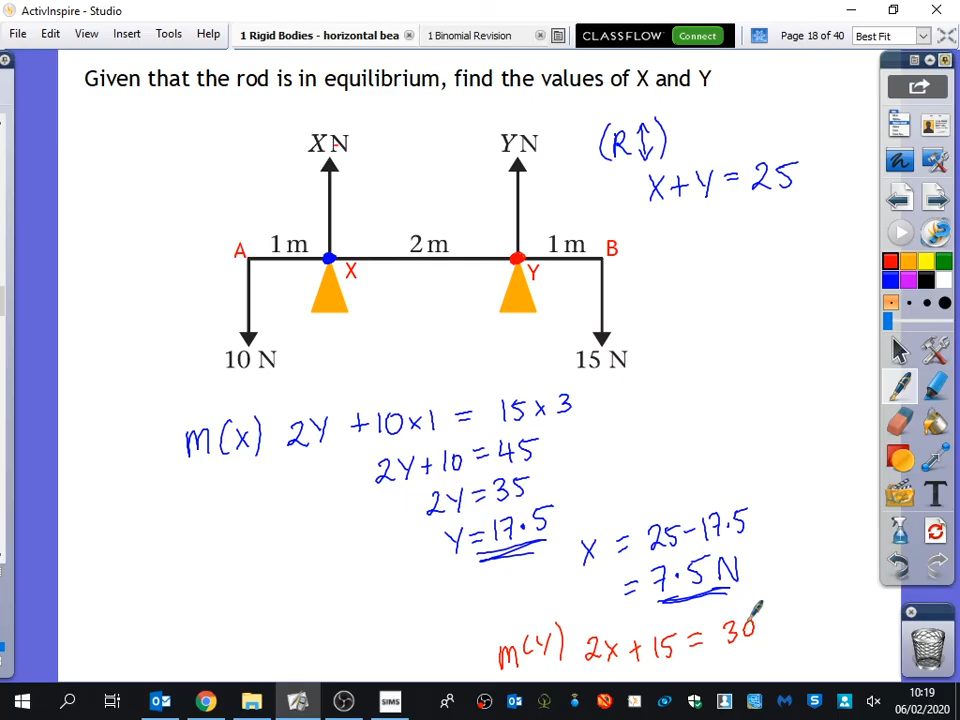 ActivInspire - Studio
File Edit View Insert Tools Help
1 Rigid Bodies - horizontal bea
1 Binomial Revision
CLASSFLOW Connect
Page 18 of 40
Best Fit
Given that the rod is in equilibrium, find the values of X and Y
X N
Y N
(R↕)
X + Y = 25
A 1 m 2 m 1 m B
X Y
10 N
15 N
M(X) 2Y + 10 × 1 = 15 × 3
2Y + 10 = 45
2Y = 35
Y = 17.5
X = 25 - 17.5
= 7.5 N
M(Y) 2X + 15 = 30
SIMS
10:19
06/02/2020